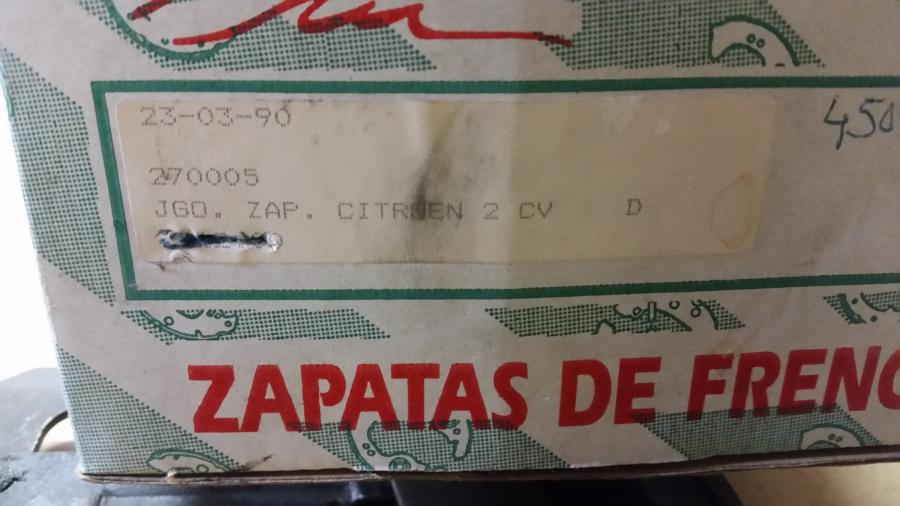 23-03-90
450
270005
JGO. ZAP. CITROEN 2 CV D
ZAPATAS DE FRENO